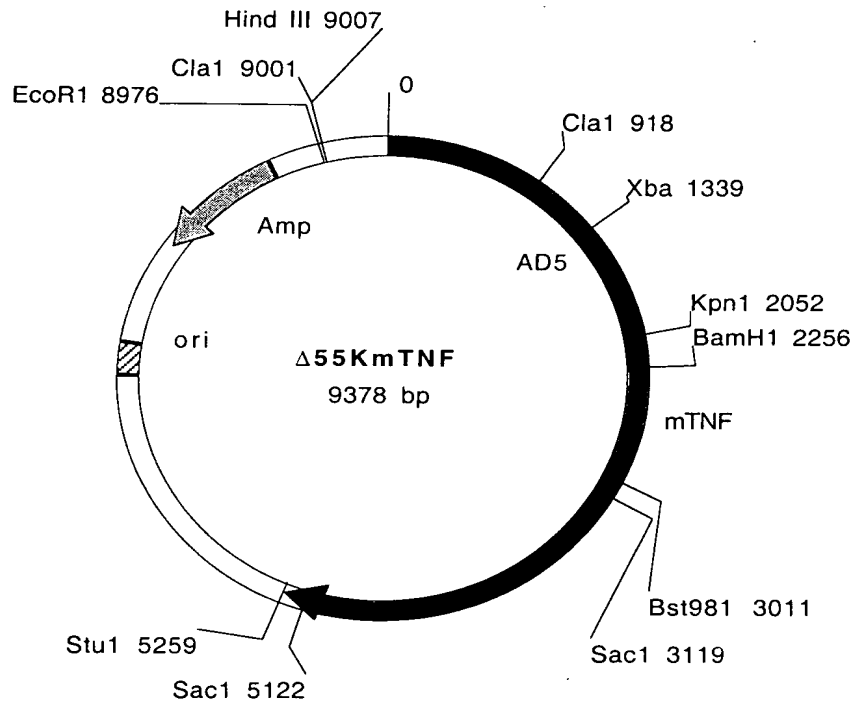 Hind III 9007
Cla1 9001
EcoR1 8976
0
Cla1 918
Xba 1339
Amp
AD5
Kpn1 2052
BamH1 2256
ori
Δ55KmTNF
9378 bp
mTNF
Bst981 3011
Stu1 5259
Sac1 3119
Sac1 5122